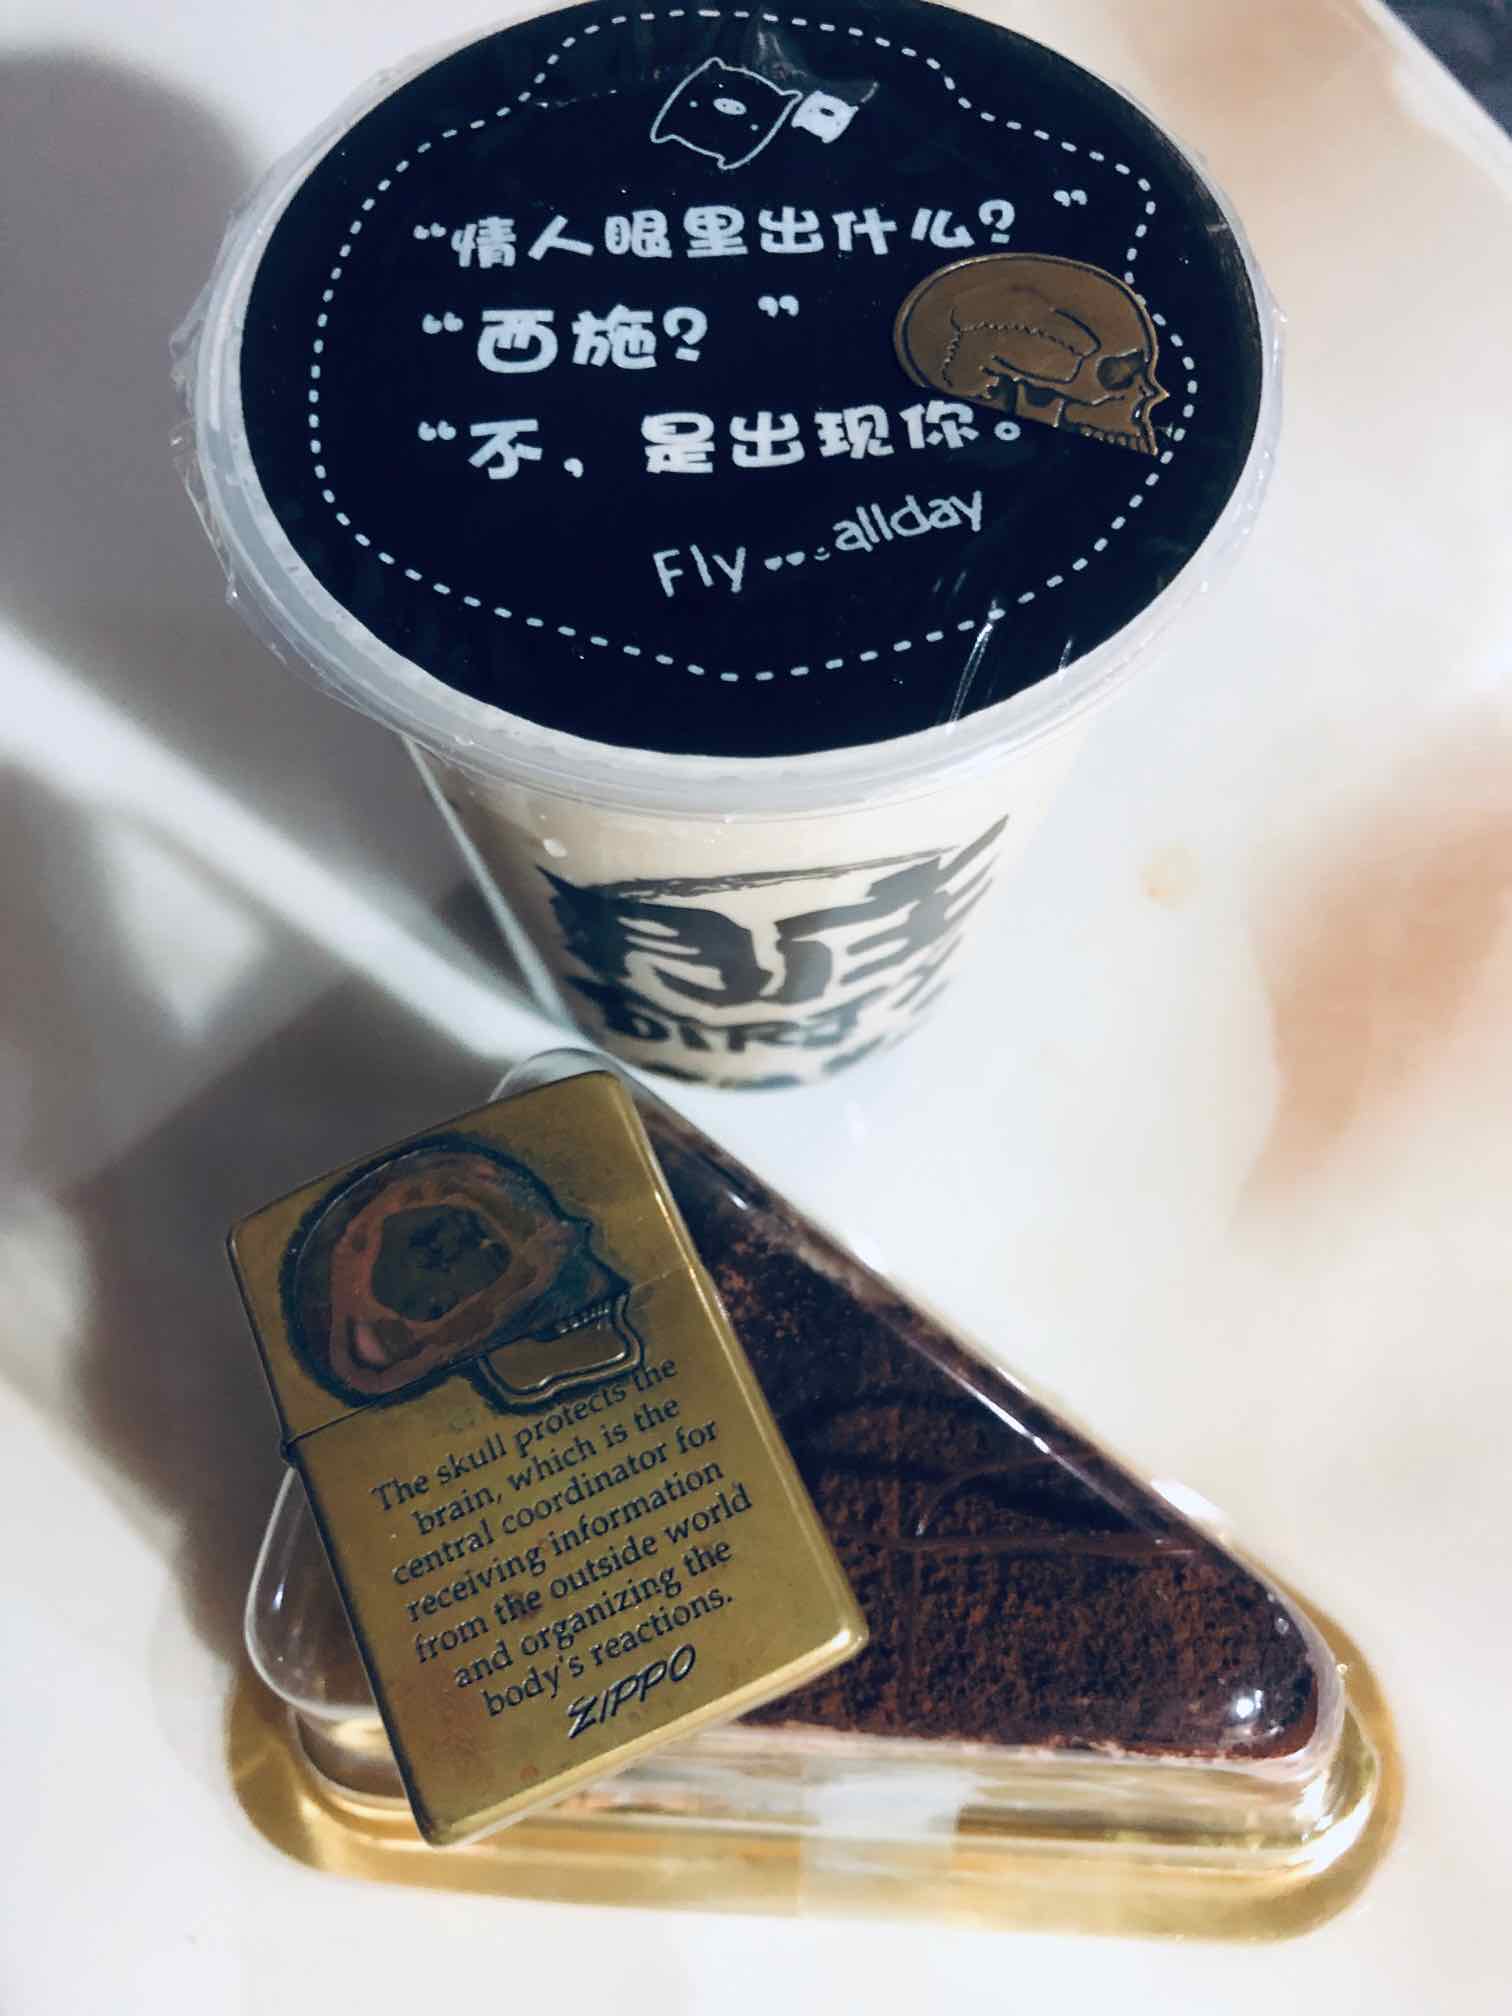 “情人眼里出什么？”
“西施？”
“不，是出现你。
Fly allday
DIRT
The skull protects the
brain, which is the
central coordinator for
receiving information
from the outside world
and organizing the
body's reactions.
ZIPPO